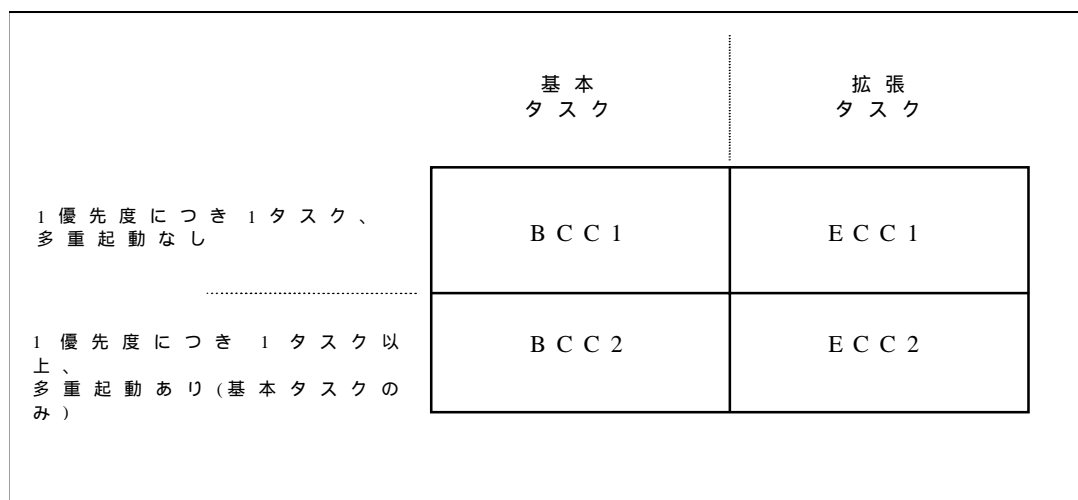 基本
タスク
拡張
タスク
1優先度につき1タスク、
多重起動なし
BCC1
ECC1
1優先度につき1タスク以
上、
多重起動あり(基本タスクの
み)
BCC2
ECC2